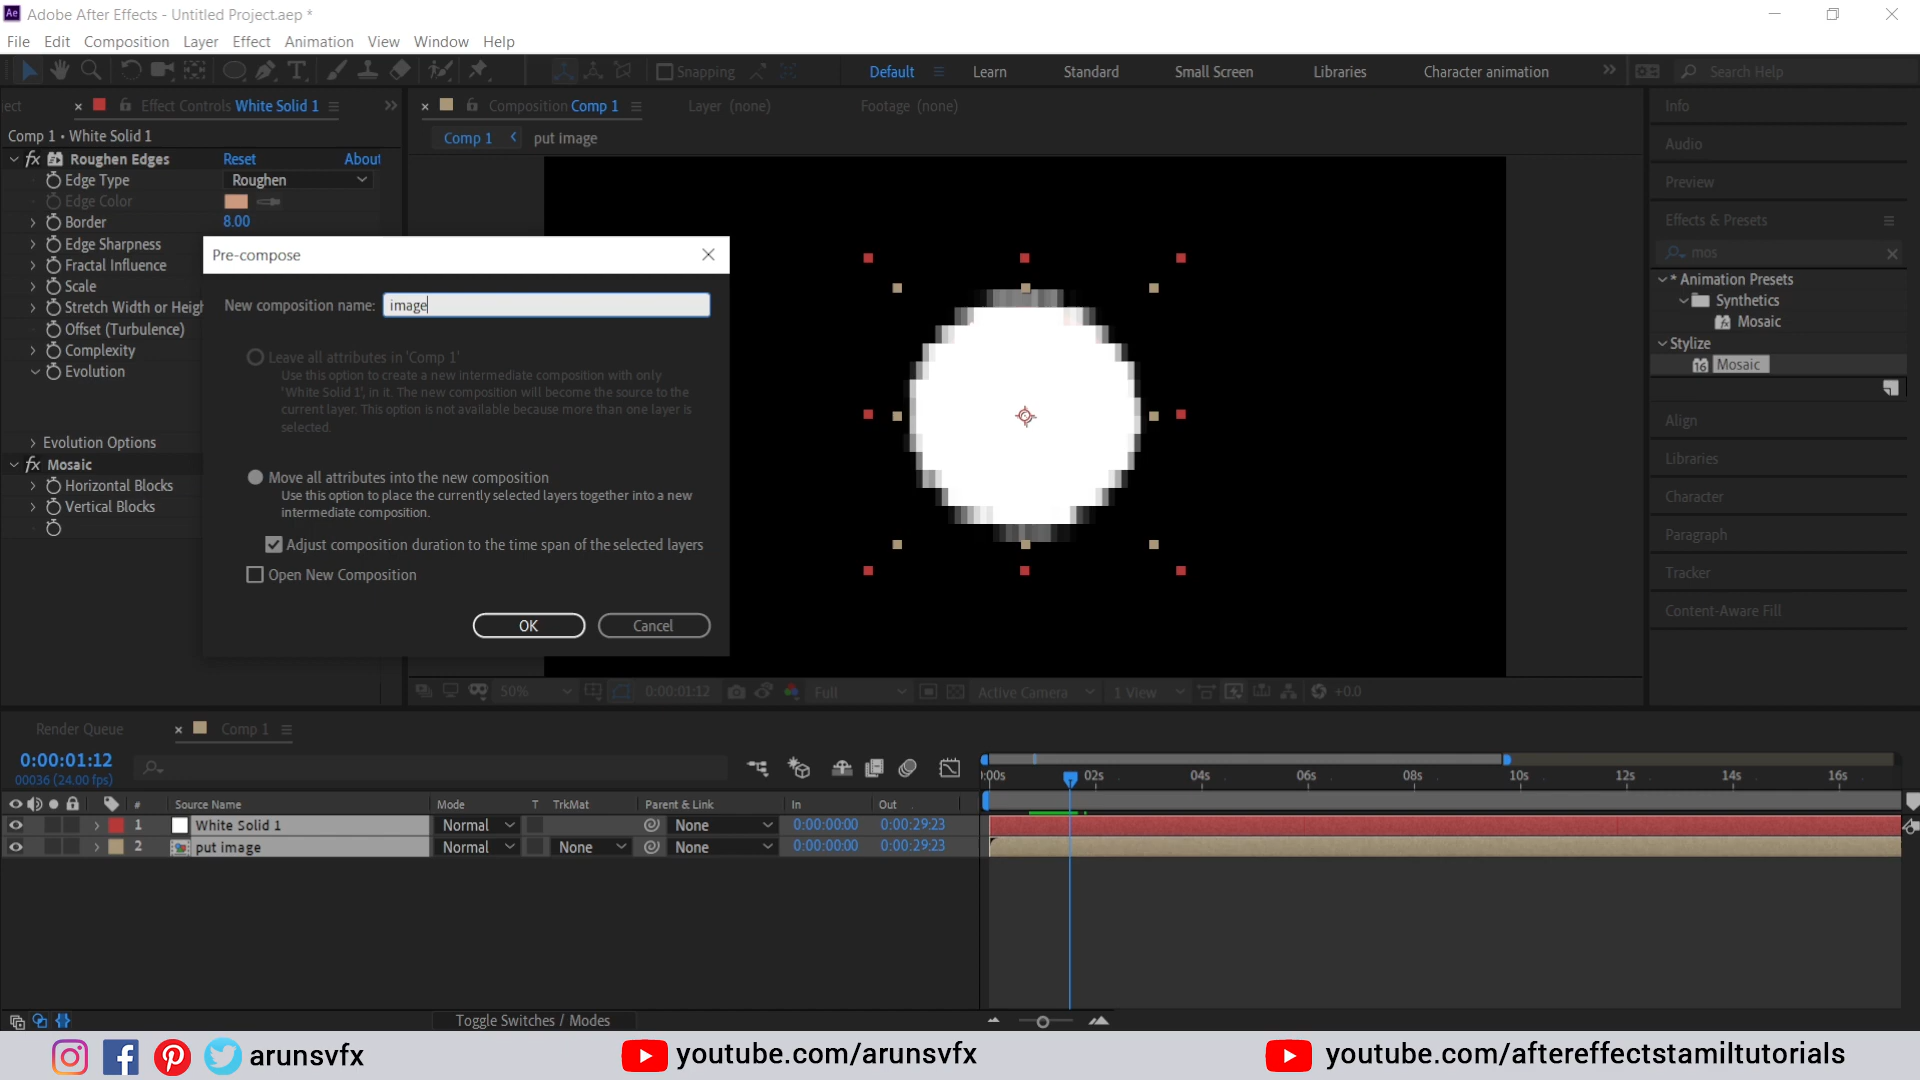 Adobe After Effects - Untitled Project.aep *
File Edit Composition Layer Effect Animation View Window Help
Snapping Default Learn Standard Small Screen Libraries Character animation Search Help
ect Effect Controls White Solid 1
Composition Comp 1 Layer (none) Footage (none)
Comp 1 • White Solid 1
Comp 1 put image
fx Roughen Edges Reset About
Edge Type Roughen
Edge Color
Border 8.00
Edge Sharpness
Fractal Influence
Scale
Stretch Width or Heigh
Offset (Turbulence)
Complexity
Evolution
Evolution Options
fx Mosaic
Horizontal Blocks
Vertical Blocks
Pre-compose
New composition name: image
Leave all attributes in 'Comp 1'
Use this option to create a new intermediate composition with only
'White Solid 1', in it. The new composition will become the source to the
current layer. This option is not available because more than one layer is
selected.
Move all attributes into the new composition
Use this option to place the currently selected layers together into a new
intermediate composition.
Adjust composition duration to the time span of the selected layers
Open New Composition
OK Cancel
Info
Audio
Preview
Effects & Presets
mos
* Animation Presets
Synthetics
Mosaic
Stylize
16 Mosaic
Align
Libraries
Character
Paragraph
Tracker
Content-Aware Fill
50% 0:00:01:12 Full Active Camera 1 View +0.0
Render Queue Comp 1
0:00:01:12
00036 (24.00 fps)
:00s 02s 04s 06s 08s 10s 12s 14s 16s
# Source Name Mode T TrkMat Parent & Link In Out
1 White Solid 1 Normal None 0:00:00:00 0:00:29:23
2 put image Normal None None 0:00:00:00 0:00:29:23
Toggle Switches / Modes
arunsvfx youtube.com/arunsvfx youtube.com/aftereffectstamiltutorials